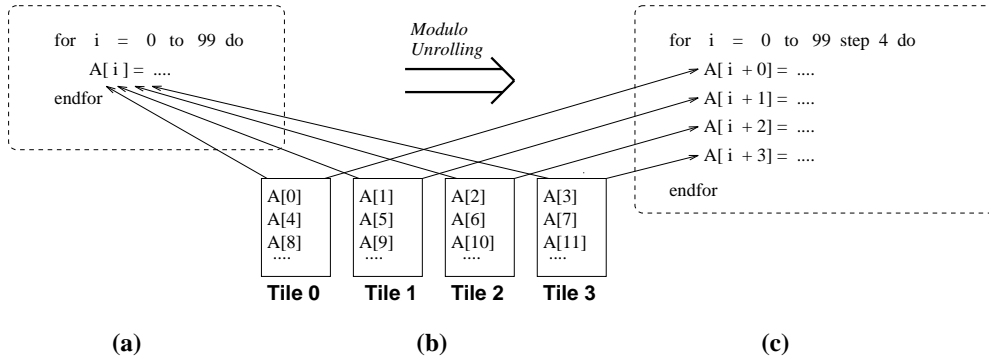 for i = 0 to 99 do
A[ i ] = ....
endfor
Modulo
Unrolling
for i = 0 to 99 step 4 do
A[ i + 0] = ....
A[ i + 1] = ....
A[ i + 2] = ....
A[ i + 3] = ....
endfor
A[0]
A[4]
A[8]
....
Tile 0
A[1]
A[5]
A[9]
....
Tile 1
A[2]
A[6]
A[10]
....
Tile 2
A[3]
A[7]
A[11]
....
Tile 3
(a)
(b)
(c)